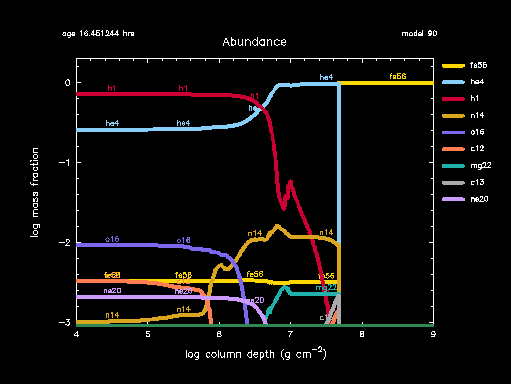 age 16.451244 hrs
model 90
Abundance
log mass fraction
0
−1
−2
−3
h1 h1 h1
he4 he4 he4
fe56
o16 o16
n14 n14
fe56 fe56 fe56
ne20 ne20 ne20
mg22
n14 n14
c13
4 5 6 7 8 9
log column depth (g cm⁻²)
fe56
he4
h1
n14
o16
c12
mg22
c13
ne20